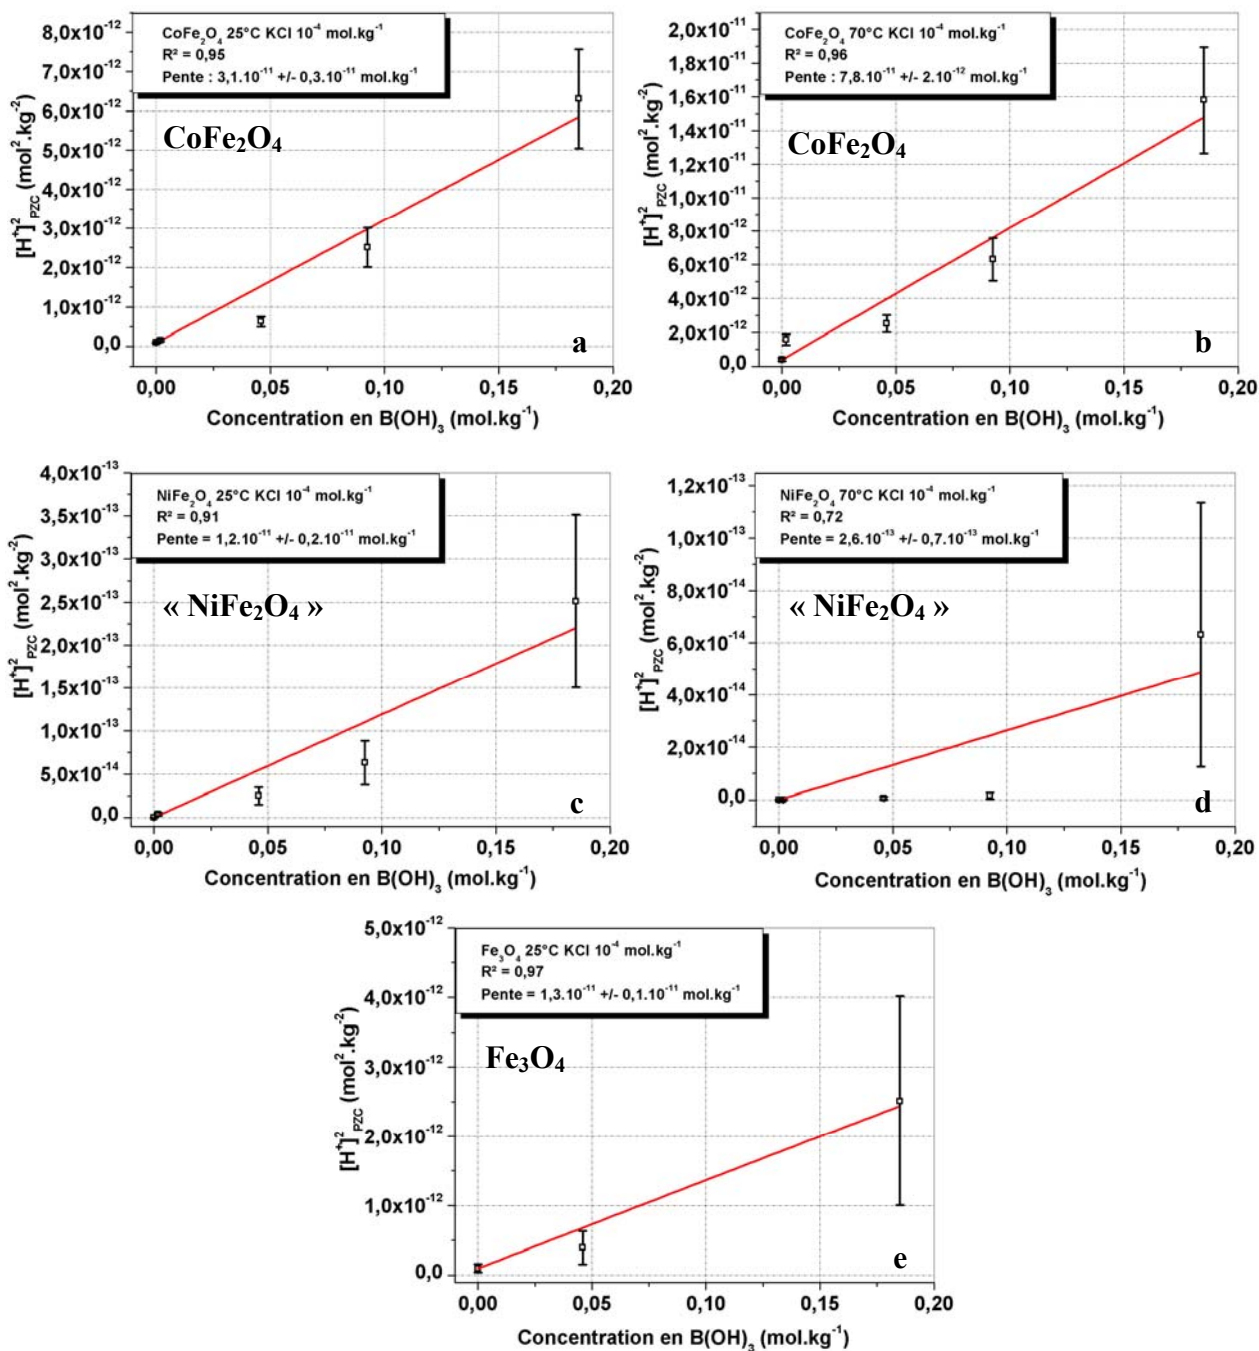 8,0x10⁻¹²
7,0x10⁻¹²
6,0x10⁻¹²
5,0x10⁻¹²
4,0x10⁻¹²
3,0x10⁻¹²
2,0x10⁻¹²
1,0x10⁻¹²
0,0
[H⁺]²PZC (mol².kg⁻²)
CoFe₂O₄ 25°C KCl 10⁻⁴ mol.kg⁻¹
R² = 0,95
Pente : 3,1.10⁻¹¹ +/- 0,3.10⁻¹¹ mol.kg⁻¹
CoFe₂O₄
a
0,00 0,05 0,10 0,15 0,20
Concentration en B(OH)₃ (mol.kg⁻¹)
2,0x10⁻¹¹
1,8x10⁻¹¹
1,6x10⁻¹¹
1,4x10⁻¹¹
1,2x10⁻¹¹
1,0x10⁻¹¹
8,0x10⁻¹²
6,0x10⁻¹²
4,0x10⁻¹²
2,0x10⁻¹²
0,0
[H⁺]²PZC (mol².kg⁻²)
CoFe₂O₄ 70°C KCl 10⁻⁴ mol.kg⁻¹
R² = 0,96
Pente : 7,8.10⁻¹¹ +/- 2.10⁻¹² mol.kg⁻¹
CoFe₂O₄
b
0,00 0,05 0,10 0,15 0,20
Concentration en B(OH)₃ (mol.kg⁻¹)
4,0x10⁻¹³
3,5x10⁻¹³
3,0x10⁻¹³
2,5x10⁻¹³
2,0x10⁻¹³
1,5x10⁻¹³
1,0x10⁻¹³
5,0x10⁻¹⁴
0,0
[H⁺]²PZC (mol².kg⁻²)
NiFe₂O₄ 25°C KCl 10⁻⁴ mol.kg⁻¹
R² = 0,91
Pente = 1,2.10⁻¹¹ +/- 0,2.10⁻¹¹ mol.kg⁻¹
« NiFe₂O₄ »
c
0,00 0,05 0,10 0,15 0,20
Concentration en B(OH)₃ (mol.kg⁻¹)
1,2x10⁻¹³
1,0x10⁻¹³
8,0x10⁻¹⁴
6,0x10⁻¹⁴
4,0x10⁻¹⁴
2,0x10⁻¹⁴
0,0
[H⁺]²PZC (mol².kg⁻²)
NiFe₂O₄ 70°C KCl 10⁻⁴ mol.kg⁻¹
R² = 0,72
Pente = 2,6.10⁻¹³ +/- 0,7.10⁻¹³ mol.kg⁻¹
« NiFe₂O₄ »
d
0,00 0,05 0,10 0,15 0,20
Concentration en B(OH)₃ (mol.kg⁻¹)
5,0x10⁻¹²
4,0x10⁻¹²
3,0x10⁻¹²
2,0x10⁻¹²
1,0x10⁻¹²
0,0
[H⁺]²PZC (mol².kg⁻²)
Fe₃O₄ 25°C KCl 10⁻⁴ mol.kg⁻¹
R² = 0,97
Pente = 1,3.10⁻¹¹ +/- 0,1.10⁻¹¹ mol.kg⁻¹
Fe₃O₄
e
0,00 0,05 0,10 0,15 0,20
Concentration en B(OH)₃ (mol.kg⁻¹)